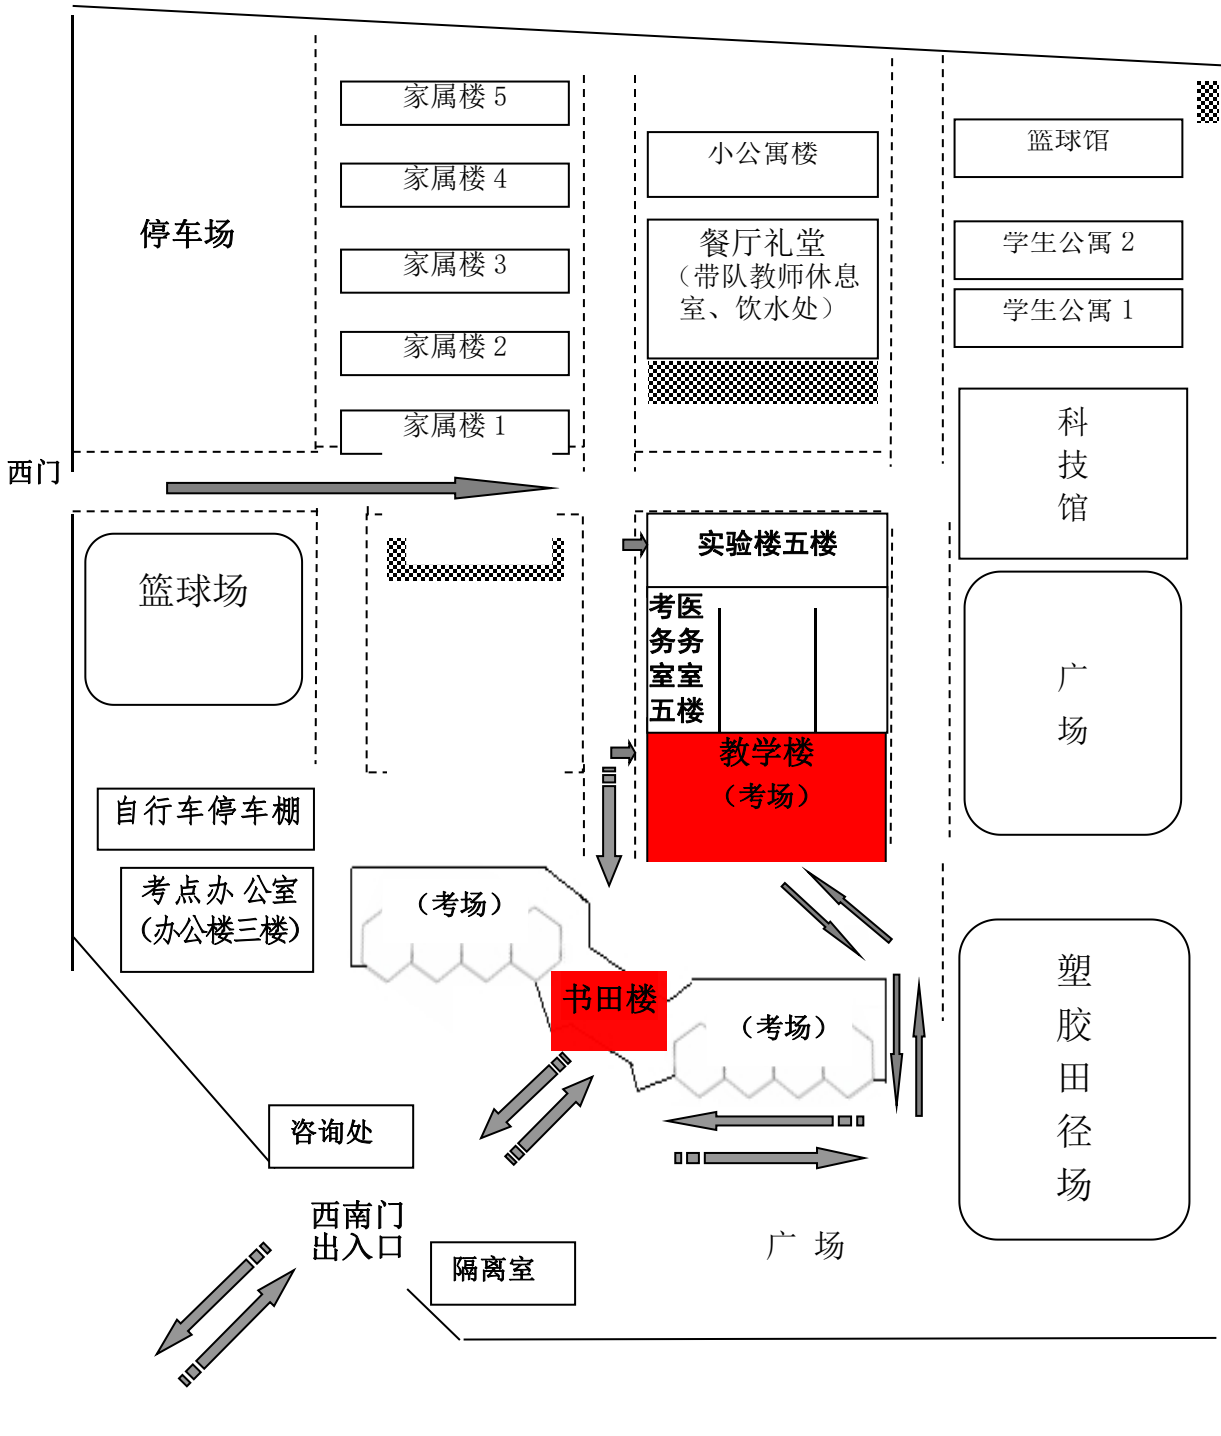 家属楼 5
家属楼 4
家属楼 3
家属楼 2
家属楼 1
停车场
小公寓楼
餐厅礼堂
（带队教师休息
室、饮水处）
篮球馆
学生公寓 2
学生公寓 1
科
技
馆
西门
篮球场
实验楼五楼
考医
务务
室室
五楼
教学楼
（考场）
广
场
自行车停车棚
考点办 公室
（办公楼三楼）
（考场）
书田楼
（考场）
塑
胶
田
径
场
咨询处
西南门
出入口
隔离室
广 场